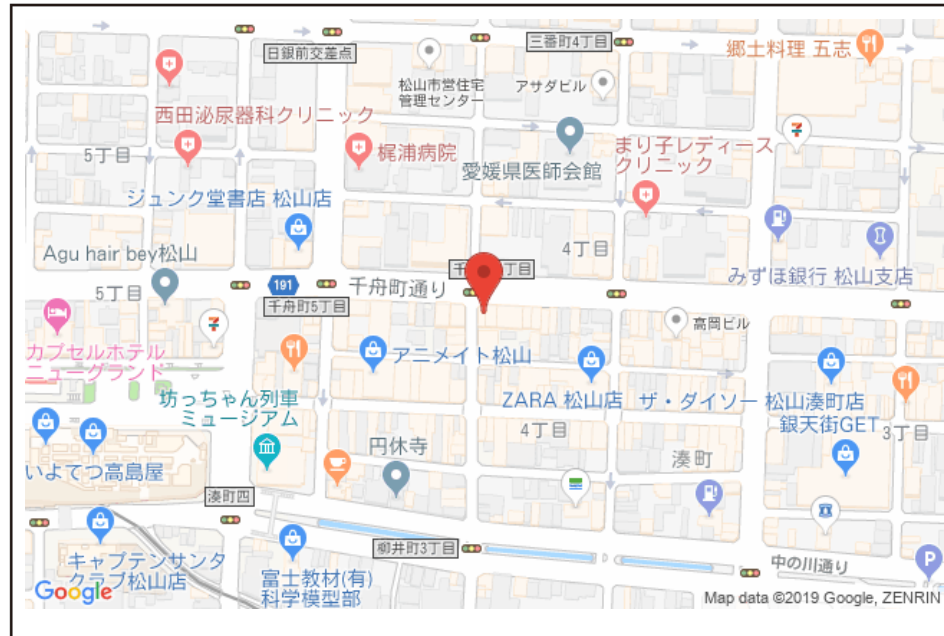 三番町4丁目
日銀前交差点
郷土料理 五志
松山市営住宅
管理センター
アサダビル
西田泌尿器科クリニック
梶浦病院
まり子レディース
クリニック
5丁目
愛媛県医師会館
ジュンク堂書店 松山店
4丁目
Agu hair bey松山
みずほ銀行 松山支店
191
千舟町通り
5丁目
千舟町5丁目
高岡ビル
カプセルホテル
ニューグランド
アニメイト松山
坊っちゃん列車
ミュージアム
ZARA 松山店
ザ・ダイソー 松山湊町店
銀天街GET
4丁目
3丁目
円休寺
湊町
いよてつ高島屋
湊町四
柳井町3丁目
中の川通り
キャプテンサンタ
クラブ松山店
富士教材(有)
科学模型部
P
Google
Map data ©2019 Google, ZENRIN